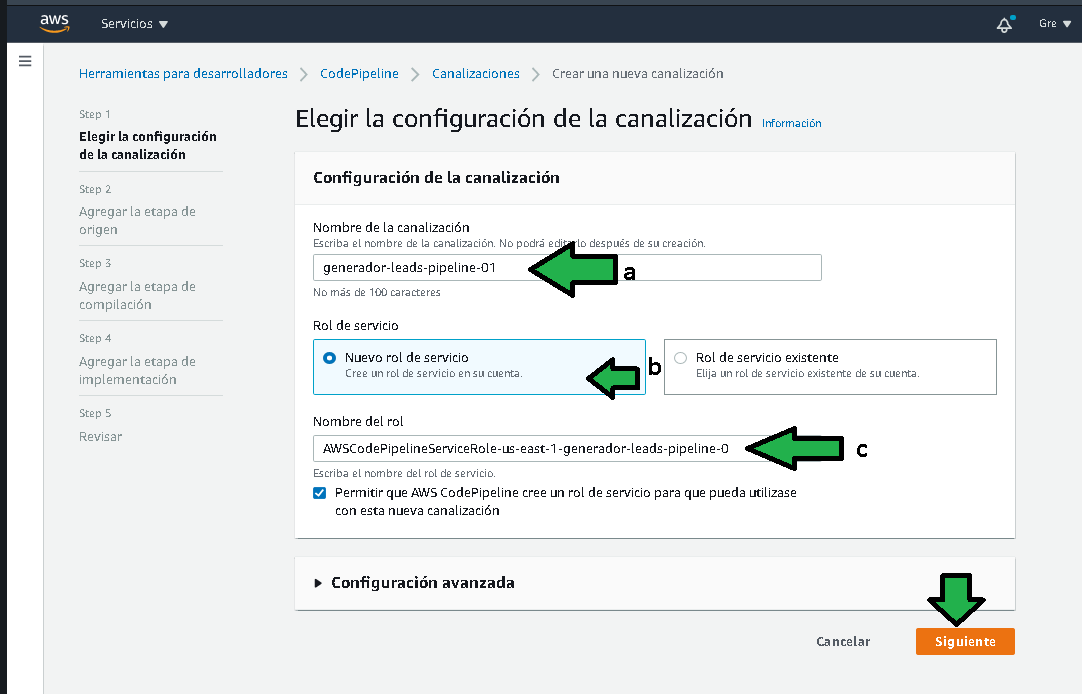 aws Servicios Gre
Herramientas para desarrolladores CodePipeline Canalizaciones Crear una nueva canalización
Step 1
Elegir la configuración
de la canalización
Step 2
Agregar la etapa de
origen
Step 3
Agregar la etapa de
compilación
Step 4
Agregar la etapa de
implementación
Step 5
Revisar
Elegir la configuración de la canalización Información
Configuración de la canalización
Nombre de la canalización
Escriba el nombre de la canalización. No podrá editarlo después de su creación.
generador-leads-pipeline-01
a
No más de 100 caracteres
Rol de servicio
Nuevo rol de servicio
Cree un rol de servicio en su cuenta.
b
Rol de servicio existente
Elija un rol de servicio existente de su cuenta.
Nombre del rol
AWSCodePipelineServiceRole-us-east-1-generador-leads-pipeline-0
c
Escriba el nombre del rol de servicio.
Permitir que AWS CodePipeline cree un rol de servicio para que pueda utilizase
con esta nueva canalización
Configuración avanzada
Cancelar Siguiente